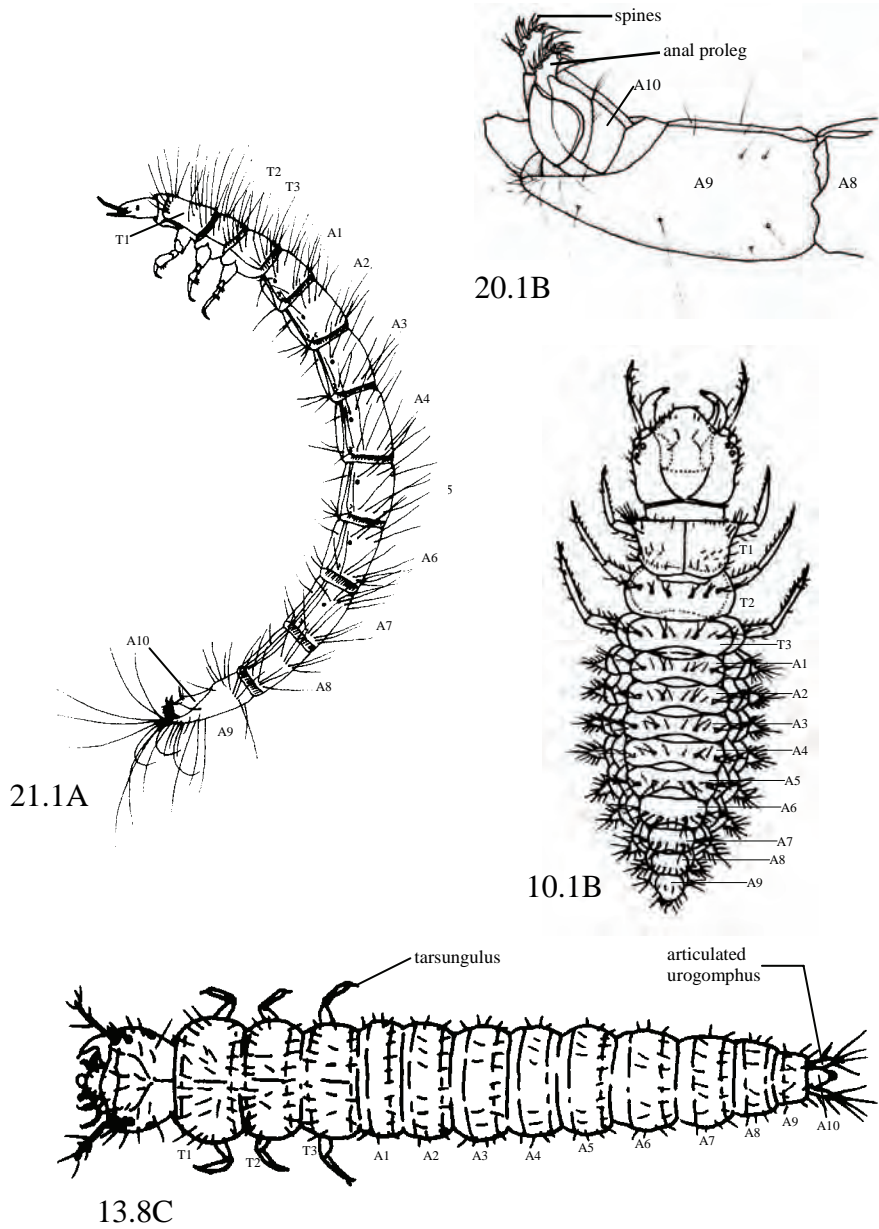 spines
anal proleg
A10
A9
A8
20.1B
T2
T3
T1
A1
A2
A3
A4
5
A6
A7
A8
A10
A9
21.1A
T1
T2
T3
A1
A2
A3
A4
A5
A6
A7
A8
A9
10.1B
tarsungulus
articulated
urogomphus
T1
T2
T3
A1
A2
A3
A4
A5
A6
A7
A8
A9
A10
13.8C